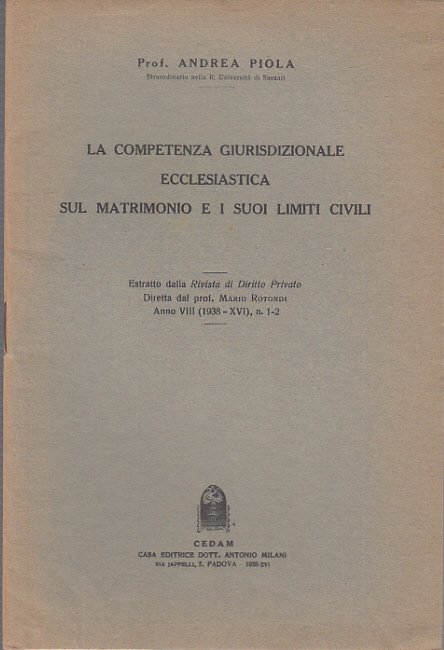 Prof. ANDREA PIOLA
Straordinario nella R. Università di Sassari
LA COMPETENZA GIURISDIZIONALE
ECCLESIASTICA
SUL MATRIMONIO E I SUOI LIMITI CIVILI
Estratto dalla Rivista di Diritto Privato
Diretta dal prof. MARIO ROTONDI
Anno VIII (1938 - XVI), n. 1-2
CEDAM
CASA EDITRICE DOTT. ANTONIO MILANI
VIA JAPPELLI, 5. PADOVA 1938-XVI